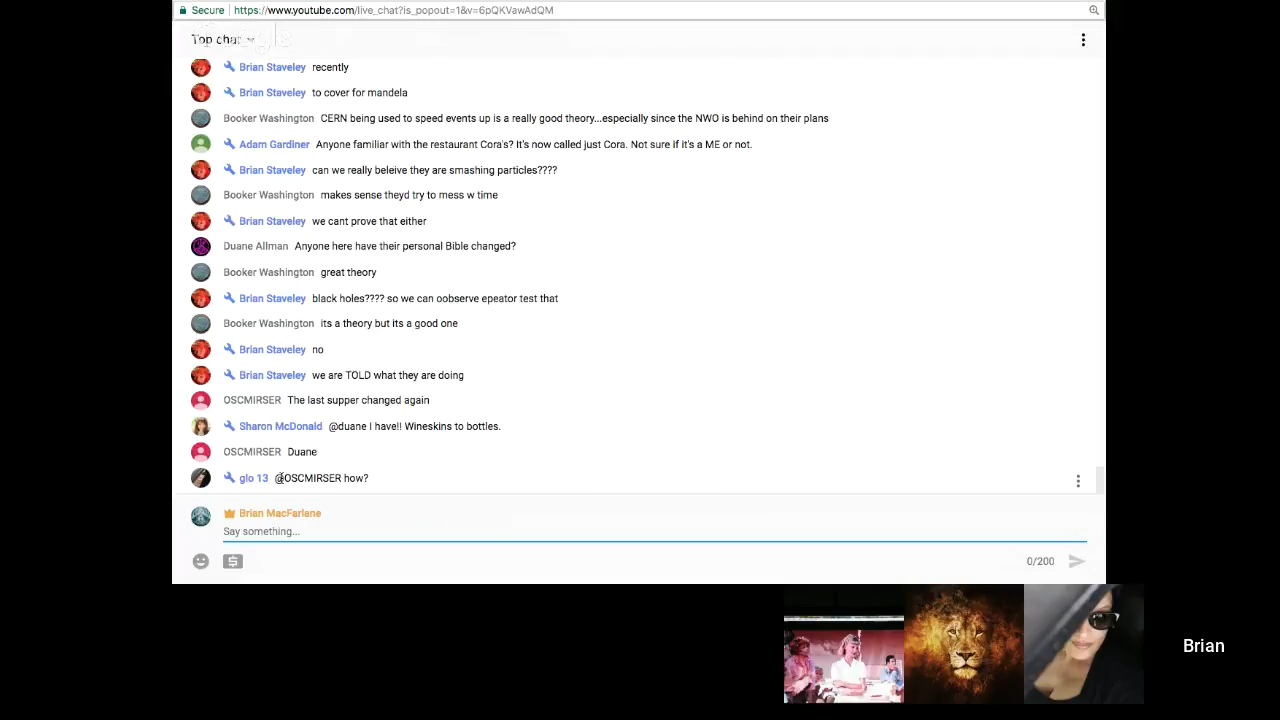 Secure https://www.youtube.com/live_chat?is_popout=1&v=6pQKVawAdQM
Top chat
Brian Staveley recently
Brian Staveley to cover for mandela
Booker Washington CERN being used to speed events up is a really good theory...especially since the NWO is behind on their plans
Adam Gardiner Anyone familiar with the restaurant Cora's? It's now called just Cora. Not sure if it's a ME or not.
Brian Staveley can we really beleive they are smashing particles????
Booker Washington makes sense theyd try to mess w time
Brian Staveley we cant prove that either
Duane Allman Anyone here have their personal Bible changed?
Booker Washington great theory
Brian Staveley black holes???? so we can oobserve epeator test that
Booker Washington its a theory but its a good one
Brian Staveley no
Brian Staveley we are TOLD what they are doing
OSCMIRSER The last supper changed again
Sharon McDonald @duane I have!! Wineskins to bottles.
OSCMIRSER Duane
glo 13 @OSCMIRSER how?
Brian MacFarlane
Say something...
0/200
Brian